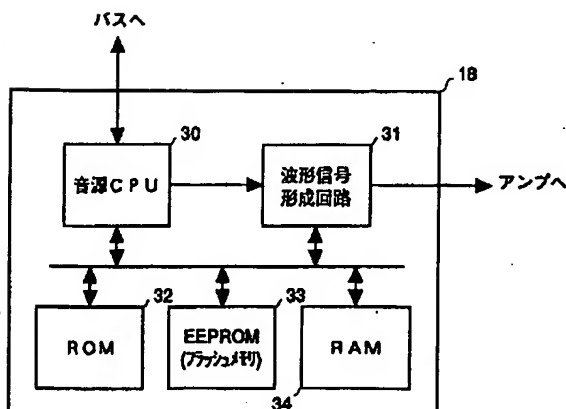 バスへ
18
30
31
音源CPU
波形信号
形成回路
アンプへ
32
33
ROM
EEPROM
(フラッシュメモリ)
RAM
34